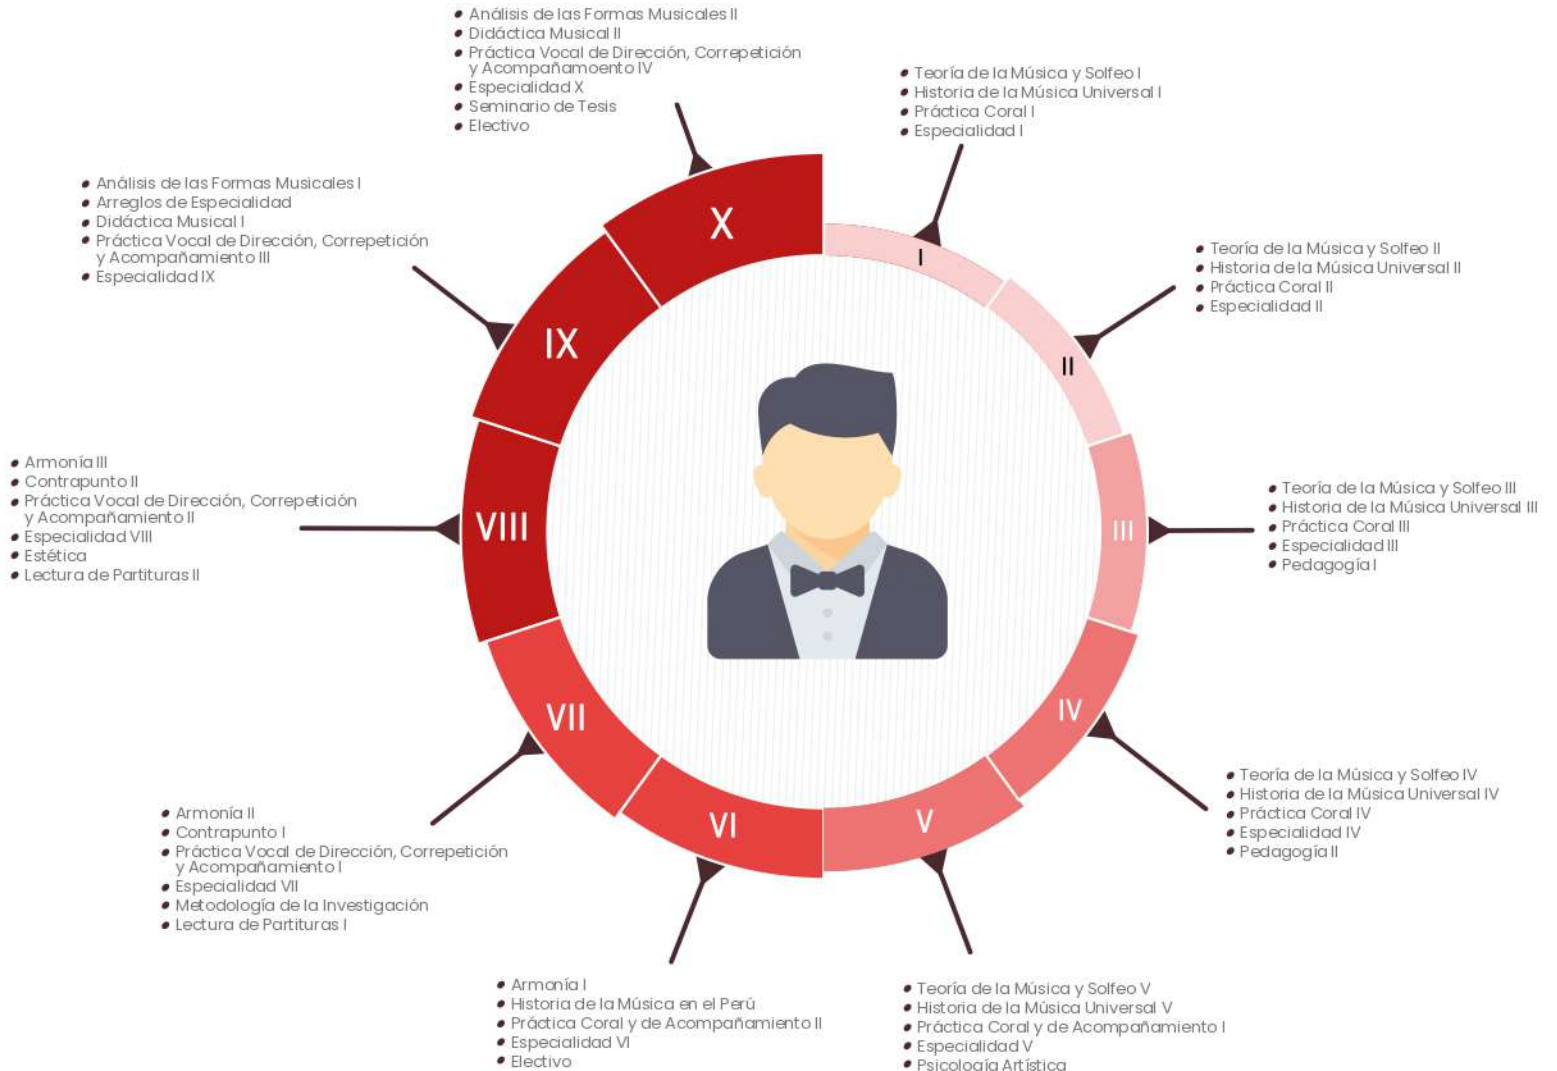 • Análisis de las Formas Musicales II
• Didáctica Musical II
• Práctica Vocal de Dirección, Correpetición
y Acompañamoento IV
• Especialidad X
• Seminario de Tesis
• Electivo
• Teoría de la Música y Solfeo I
• Historia de la Música Universal I
• Práctica Coral I
• Especialidad I
• Análisis de las Formas Musicales I
• Arreglos de Especialidad
• Didáctica Musical I
• Práctica Vocal de Dirección, Correpetición
y Acompañamiento III
• Especialidad IX
X
I
• Teoría de la Música y Solfeo II
• Historia de la Música Universal II
• Práctica Coral II
• Especialidad II
IX
II
• Armonía III
• Contrapunto II
• Práctica Vocal de Dirección, Correpetición
y Acompañamiento II
• Especialidad VIII
• Estética
• Lectura de Partituras II
VIII
III
• Teoría de la Música y Solfeo III
• Historia de la Música Universal III
• Práctica Coral III
• Especialidad III
• Pedagogía I
VII
IV
• Armonía II
• Contrapunto I
• Práctica Vocal de Dirección, Correpetición
y Acompañamiento I
• Especialidad VII
• Metodología de la Investigación
• Lectura de Partituras I
VI
V
• Teoría de la Música y Solfeo IV
• Historia de la Música Universal IV
• Práctica Coral IV
• Especialidad IV
• Pedagogía II
• Armonía I
• Historia de la Música en el Perú
• Práctica Coral y de Acompañamiento II
• Especialidad VI
• Electivo
• Teoría de la Música y Solfeo V
• Historia de la Música Universal V
• Práctica Coral y de Acompañamiento I
• Especialidad V
• Psicología Artística